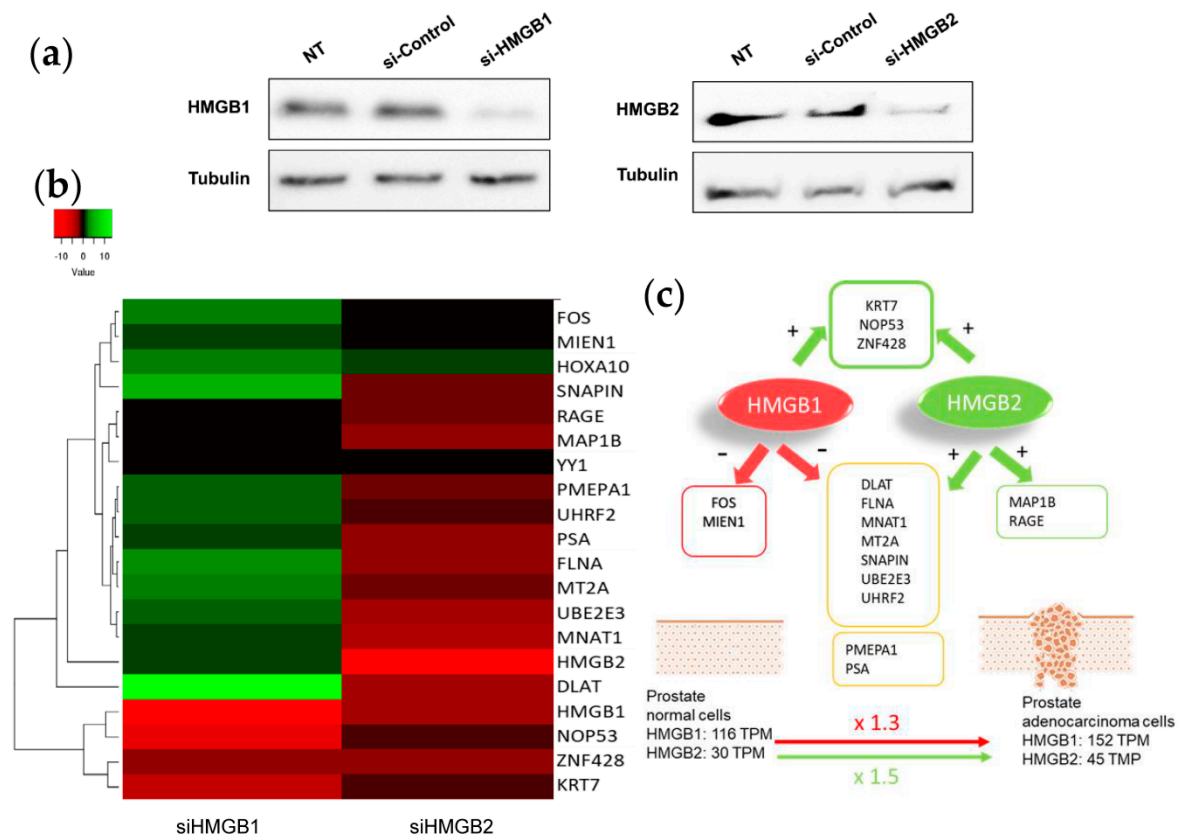 (a)
NT
si-Control
si-HMGB1
HMGB1
Tubulin
NT
si-Control
si-HMGB2
HMGB2
Tubulin
(b)
-10 0 10
Value
FOS
MIEN1
HOXA10
SNAPIN
RAGE
MAP1B
YY1
PMEPA1
UHRF2
PSA
FLNA
MT2A
UBE2E3
MNAT1
HMGB2
DLAT
HMGB1
NOP53
ZNF428
KRT7
siHMGB1
siHMGB2
(c)
KRT7
NOP53
ZNF428
+
+
HMGB1
HMGB2
-
-
+
+
FOS
MIEN1
DLAT
FLNA
MNAT1
MT2A
SNAPIN
UBE2E3
UHRF2
MAP1B
RAGE
PMEPA1
PSA
Prostate
normal cells
HMGB1: 116 TPM
HMGB2: 30 TPM
x 1.3
x 1.5
Prostate
adenocarcinoma cells
HMGB1: 152 TPM
HMGB2: 45 TMP